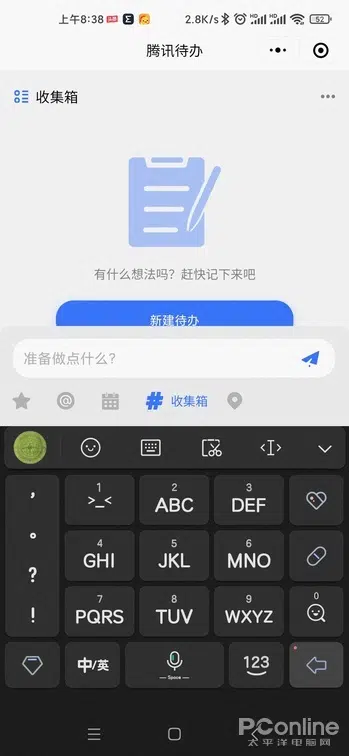 上午8:38
2.8K/s
HD
HD
52
腾讯待办
收集箱
有什么想法吗？赶快记下来吧
新建待办
准备做点什么?
# 收集箱
,
。
?
!
1
>_<
2
ABC
3
DEF
4
GHI
5
JKL
6
MNO
7
PQRS
8
TUV
9
WXYZ
0
中/英
Space
123
PConline
太平洋电脑网